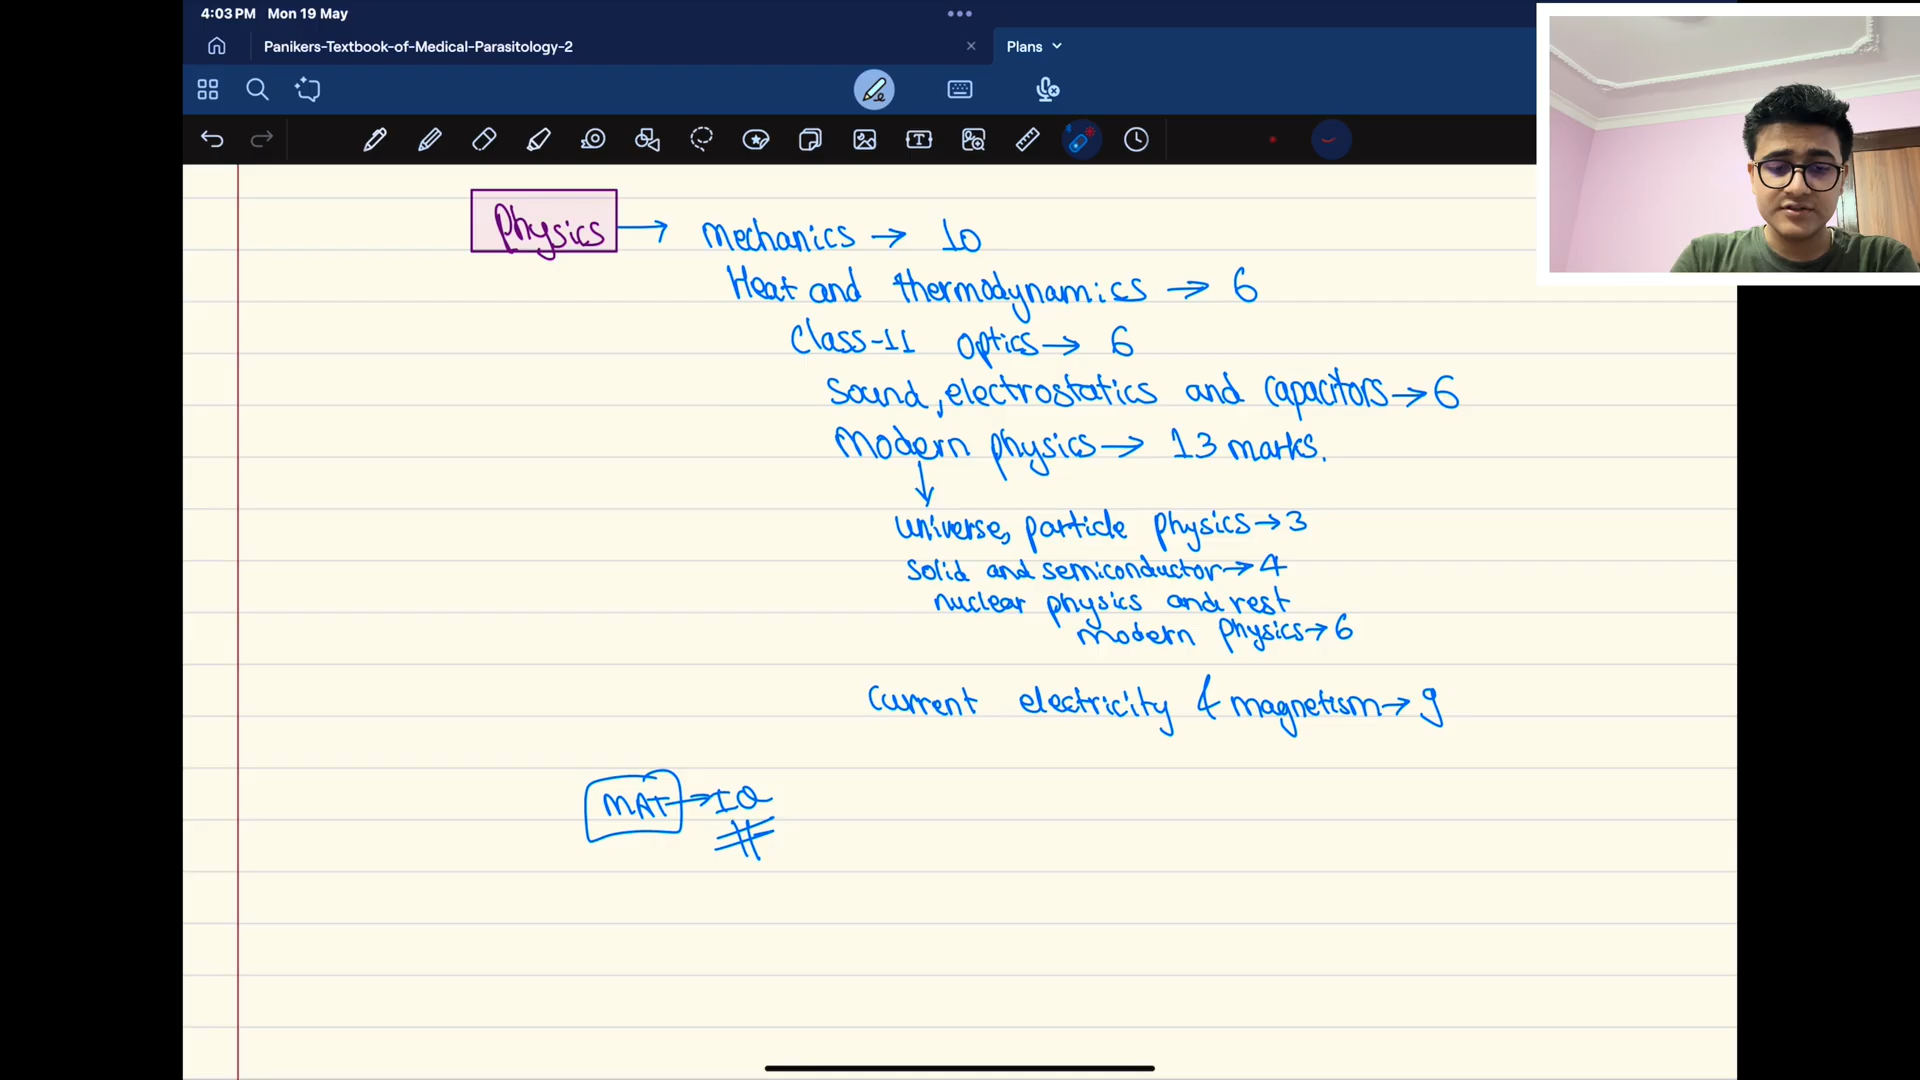 4:03 PM Mon 19 May
Panikers-Textbook-of-Medical-Parasitology-2
Plans
Physics → Mechanics → 10
Heat and thermodynamics → 6
Class-11 optics → 6
Sound, electrostatics and capacitors → 6
Modern physics → 13 marks.
universe, particle physics → 3
solid and semiconductor → 4
nuclear physics and rest
modern physics → 6
Current electricity & magnetism → 9
MAT → IQ